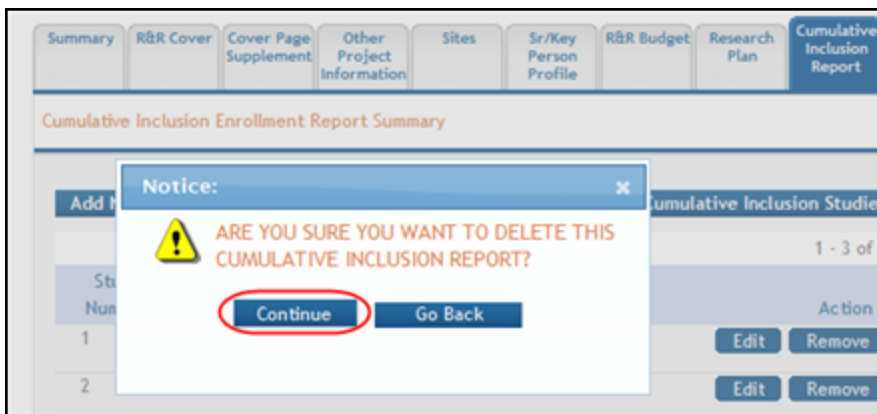 Summary
R&R Cover
Cover Page
Supplement
Other
Project
Information
Sites
Sr/Key
Person
Profile
R&R Budget
Research
Plan
Cumulative
Inclusion
Report
Cumulative Inclusion Enrollment Report Summary
Notice:
Add
Inclusion
ARE YOU SURE YOU WANT TO DELETE THIS
CUMULATIVE INCLUSION REPORT?
1 - 3 of
Continue
Go Back
Action
1
Edit
Remove
2
Edit
Remove